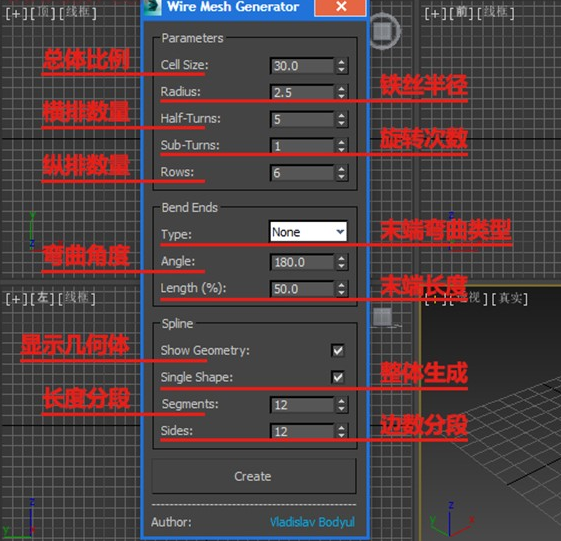 [+][顶][线框]
Wire Mesh Generator
[+][前][线框]
Parameters
总体比例
Cell Size: 30.0
Radius: 2.5
铁丝半径
横排数量
Half-Turns: 5
Sub-Turns: 1
旋转次数
纵排数量
Rows: 6
Bend Ends
Type: None
末端弯曲类型
弯曲角度
Angle: 180.0
Length (%): 50.0
末端长度
[+][左][线框]
[+][透视][真实]
Spline
显示几何体
Show Geometry:
Single Shape:
整体生成
长度分段
Segments: 12
Sides: 12
边数分段
Create
Author: Vladislav Bodyul
z
y
x
z
y
x